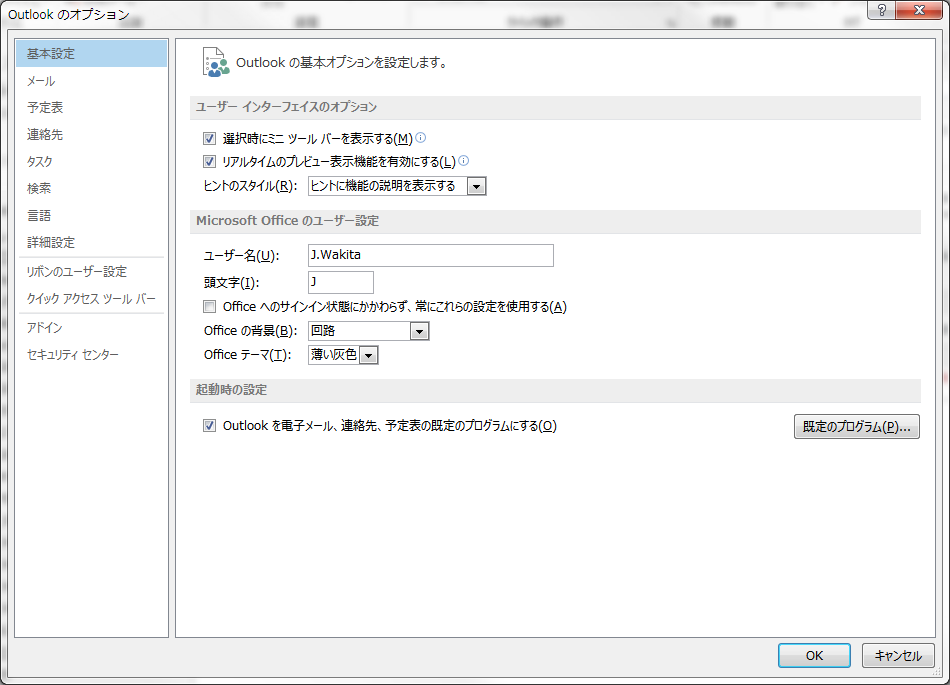 Outlook のオプション
?
基本設定
メール
予定表
連絡先
タスク
検索
言語
詳細設定
リボンのユーザー設定
クイック アクセス ツール バー
アドイン
セキュリティ センター
Outlook の基本オプションを設定します。
ユーザー インターフェイスのオプション
選択時にミニ ツール バーを表示する(M)
リアルタイムのプレビュー表示機能を有効にする(L)
ヒントのスタイル(R): ヒントに機能の説明を表示する
Microsoft Office のユーザー設定
ユーザー名(U): J.Wakita
頭文字(I): J
Office へのサインイン状態にかかわらず、常にこれらの設定を使用する(A)
Office の背景(B): 回路
Office テーマ(T): 薄い灰色
起動時の設定
Outlook を電子メール、連絡先、予定表の既定のプログラムにする(O) 既定のプログラム(P)...
OK キャンセル